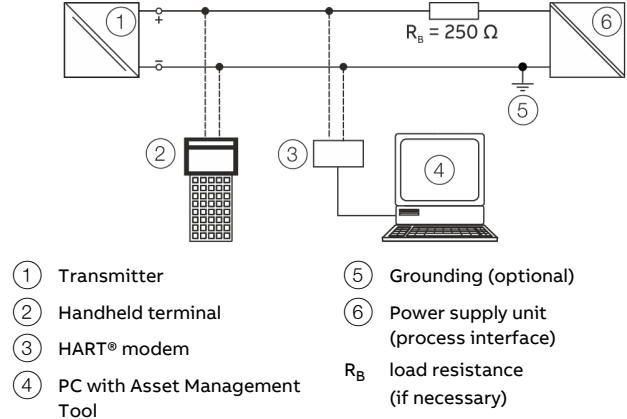 1
+
−
R_B = 250 Ω
6
5
2
3
4
1 Transmitter
2 Handheld terminal
3 HART® modem
4 PC with Asset Management
Tool
5 Grounding (optional)
6 Power supply unit
(process interface)
R_B load resistance
(if necessary)